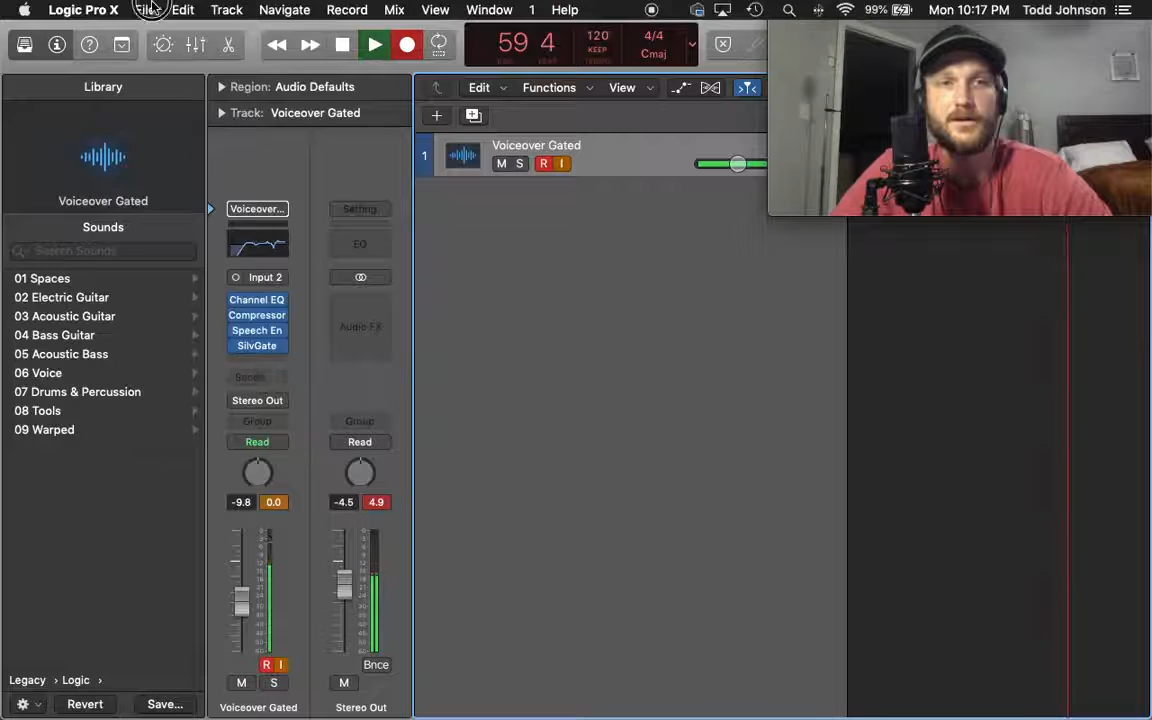 Logic Pro X File Edit Track Navigate Record Mix View Window 1 Help 99% Mon 10:17 PM Todd Johnson
59 4 120 KEEP 4/4 Cmaj
Library
Region: Audio Defaults
Edit Functions View
Track: Voiceover Gated
1 Voiceover Gated
M S R I
Voiceover Gated
Voiceover... Setting
Sounds
Search Sounds
EQ
01 Spaces
Input 2
02 Electric Guitar
Channel EQ
03 Acoustic Guitar
Compressor
Audio FX
04 Bass Guitar
Speech En
05 Acoustic Bass
SilvGate
06 Voice
Sends
07 Drums & Percussion
Stereo Out
08 Tools
Group Group
09 Warped
Read Read
-9.8 0.0 -4.5 4.9
R I Bnce
Legacy > Logic >
M S M
Revert Save...
Voiceover Gated Stereo Out